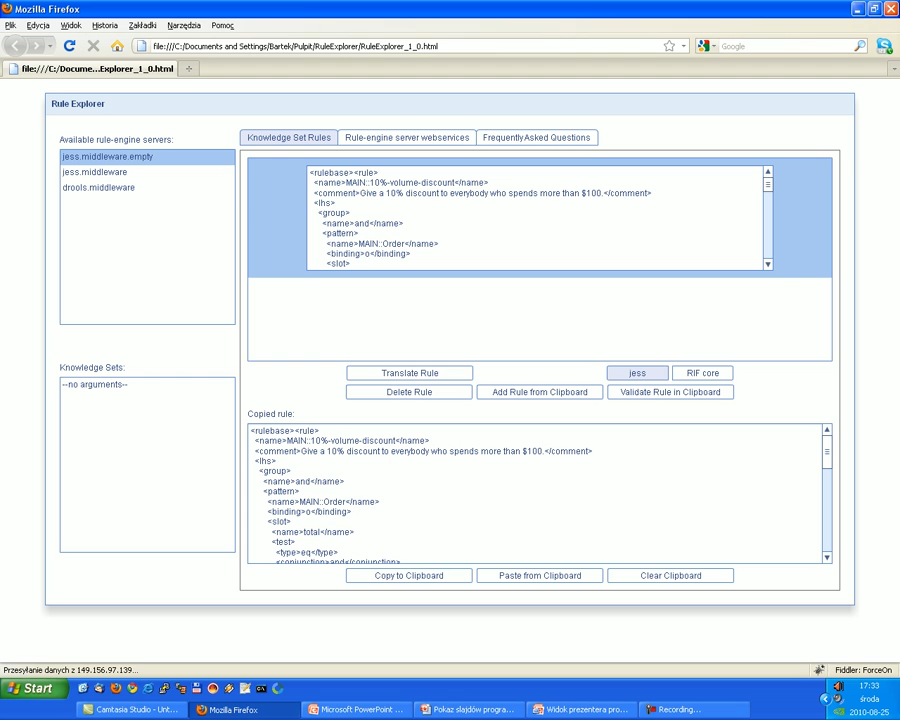 Mozilla Firefox
Plik Edycja Widok Historia Zakładki Narzędzia Pomoc
file:///C:/Documents and Settings/Bartek/Pulpit/RuleExplorer/RuleExplorer_1_0.html
Google
file:///C:/Docume...Explorer_1_0.html
Rule Explorer
Available rule-engine servers:
jess.middleware.empty
jess.middleware
drools.middleware
Knowledge Sets:
--no arguments--
Knowledge Set Rules
Rule-engine server webservices
Frequently Asked Questions
<rulebase><rule>
<name>MAIN::10%-volume-discount</name>
<comment>Give a 10% discount to everybody who spends more than $100.</comment>
<lhs>
<group>
<name>and</name>
<pattern>
<name>MAIN::Order</name>
<binding>o</binding>
<slot>
Translate Rule
jess
RIF core
Delete Rule
Add Rule from Clipboard
Validate Rule in Clipboard
Copied rule:
<rulebase><rule>
<name>MAIN::10%-volume-discount</name>
<comment>Give a 10% discount to everybody who spends more than $100.</comment>
<lhs>
<group>
<name>and</name>
<pattern>
<name>MAIN::Order</name>
<binding>o</binding>
<slot>
<name>total</name>
<test>
<type>eq</type>
<conjunction>and</conjunction>
Copy to Clipboard
Paste from Clipboard
Clear Clipboard
Przesyłanie danych z 149.156.97.139...
Fiddler: ForceOn
Start
17:33
środa
2010-08-25
Camtasia Studio - Unt...
Mozilla Firefox
Microsoft PowerPoint ...
Pokaz slajdów progra...
Widok prezentera pro...
Recording...